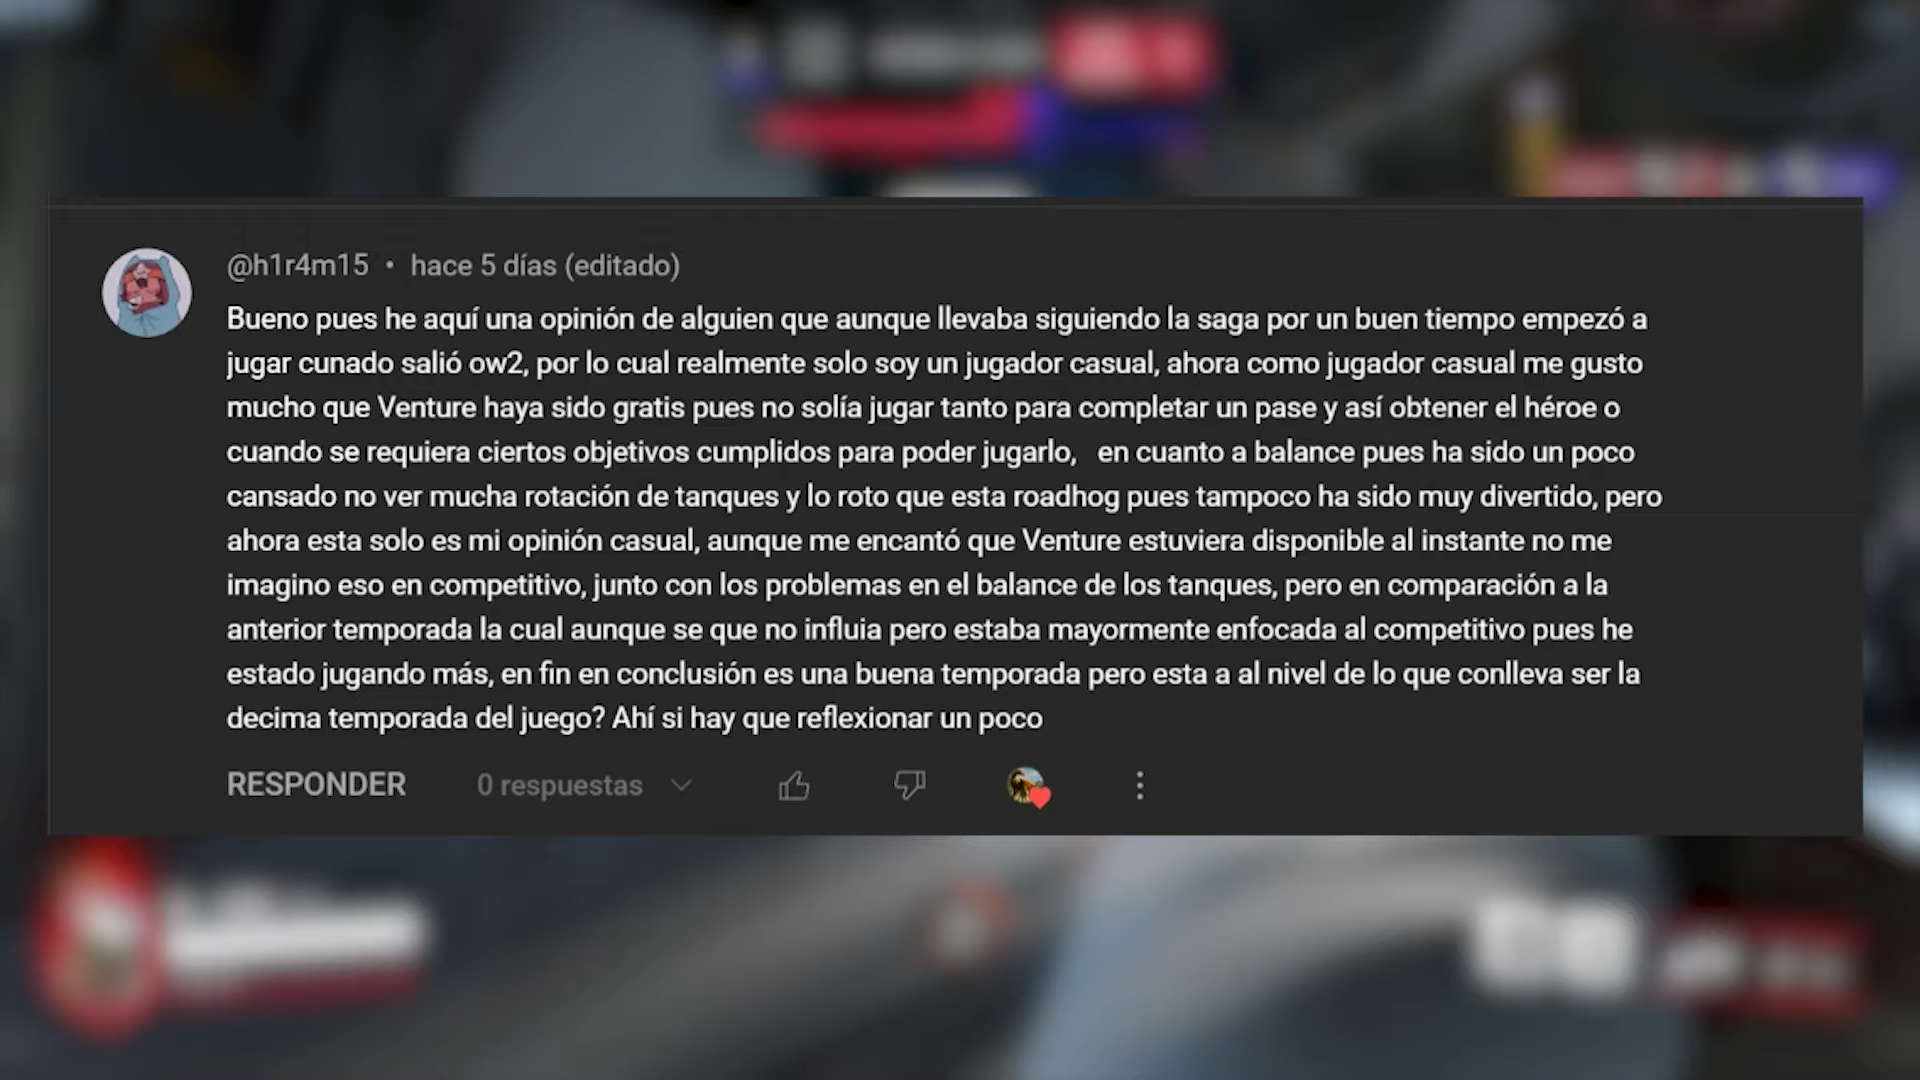 @h1r4m15 • hace 5 días (editado)
Bueno pues he aquí una opinión de alguien que aunque llevaba siguiendo la saga por un buen tiempo empezó a
jugar cunado salió ow2, por lo cual realmente solo soy un jugador casual, ahora como jugador casual me gusto
mucho que Venture haya sido gratis pues no solía jugar tanto para completar un pase y así obtener el héroe o
cuando se requiera ciertos objetivos cumplidos para poder jugarlo,   en cuanto a balance pues ha sido un poco
cansado no ver mucha rotación de tanques y lo roto que esta roadhog pues tampoco ha sido muy divertido, pero
ahora esta solo es mi opinión casual, aunque me encantó que Venture estuviera disponible al instante no me
imagino eso en competitivo, junto con los problemas en el balance de los tanques, pero en comparación a la
anterior temporada la cual aunque se que no influia pero estaba mayormente enfocada al competitivo pues he
estado jugando más, en fin en conclusión es una buena temporada pero esta a al nivel de lo que conlleva ser la
decima temporada del juego? Ahí si hay que reflexionar un poco
RESPONDER 0 respuestas